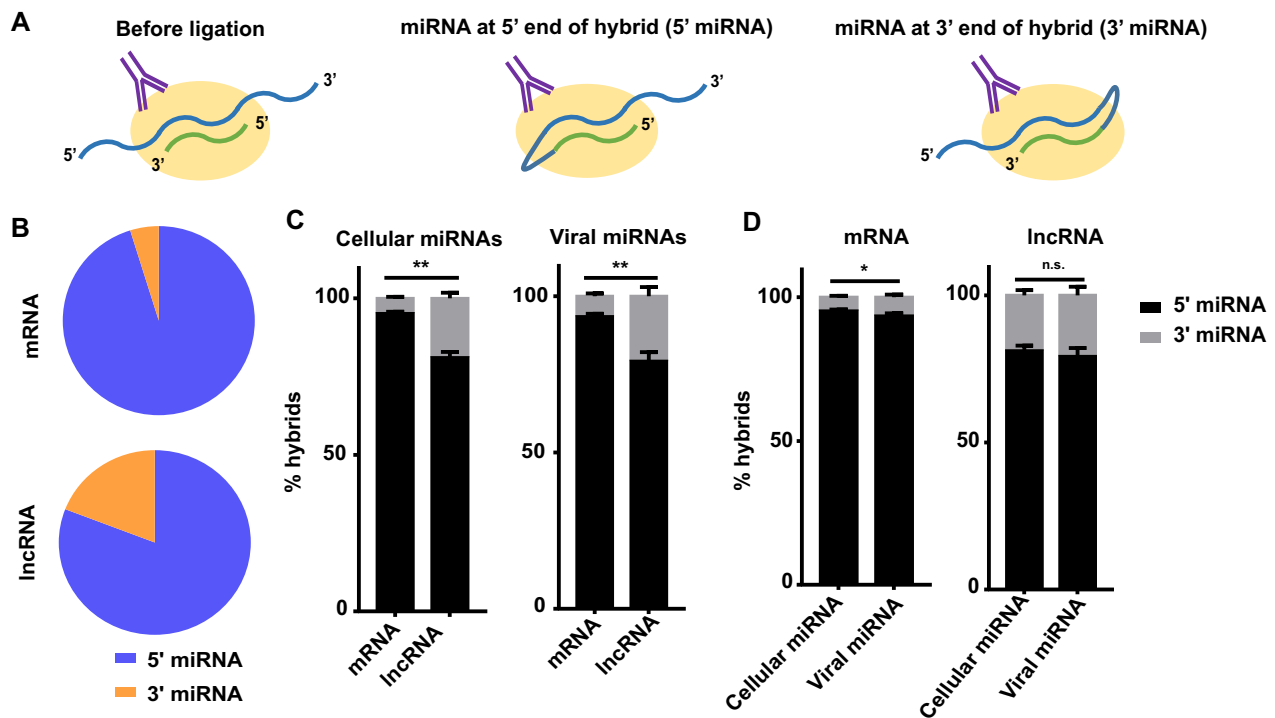 A
Before ligation
5’
3’
3’
5’
miRNA at 5’ end of hybrid (5’ miRNA)
3’
5’
miRNA at 3’ end of hybrid (3’ miRNA)
5’
3’
B
mRNA
lncRNA
5' miRNA
3' miRNA
C
Cellular miRNAs
**
% hybrids
100
50
0
mRNA
lncRNA
Viral miRNAs
**
100
50
0
mRNA
lncRNA
D
mRNA
*
% hybrids
100
50
0
Cellular miRNA
Viral miRNA
lncRNA
n.s.
100
50
0
Cellular miRNA
Viral miRNA
5' miRNA
3' miRNA